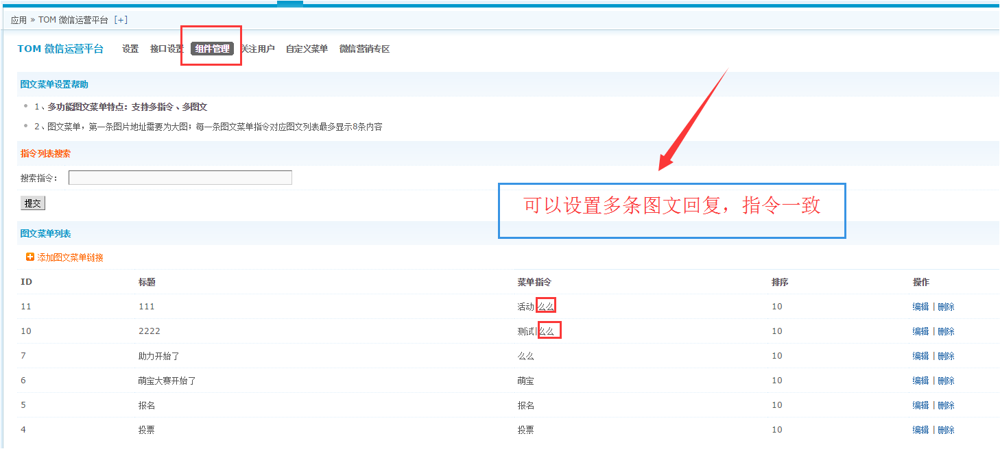 应用 » TOM 微信运营平台 [+]
TOM 微信运营平台 设置 接口设置 组件管理 关注用户 自定义菜单 微信营销专区
图文菜单设置帮助
1、多功能图文菜单特点：支持多指令、多图文
2、图文菜单，第一条图片地址需要为大图；每一条图文菜单指令对应图文列表最多显示8条内容
指令列表搜索
搜索指令：
提交
可以设置多条图文回复，指令一致
图文菜单列表
添加图文菜单链接
ID 标题 菜单指令 排序 操作
11 111 活动|么么 10 编辑 | 删除
10 2222 测试|么么 10 编辑 | 删除
7 助力开始了 么么 10 编辑 | 删除
6 萌宝大赛开始了 萌宝 10 编辑 | 删除
5 报名 报名 10 编辑 | 删除
4 投票 投票 10 编辑 | 删除